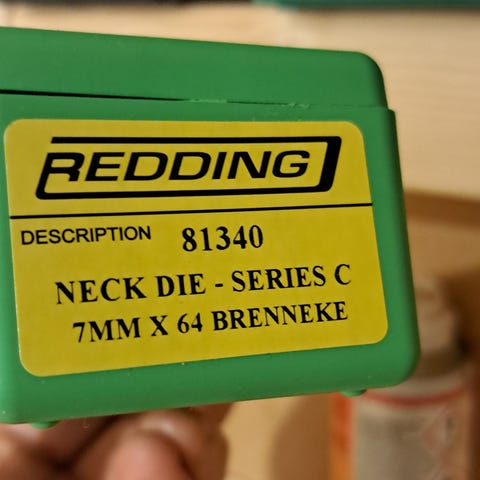 REDDING
DESCRIPTION 81340
NECK DIE - SERIES C
7MM X 64 BRENNEKE